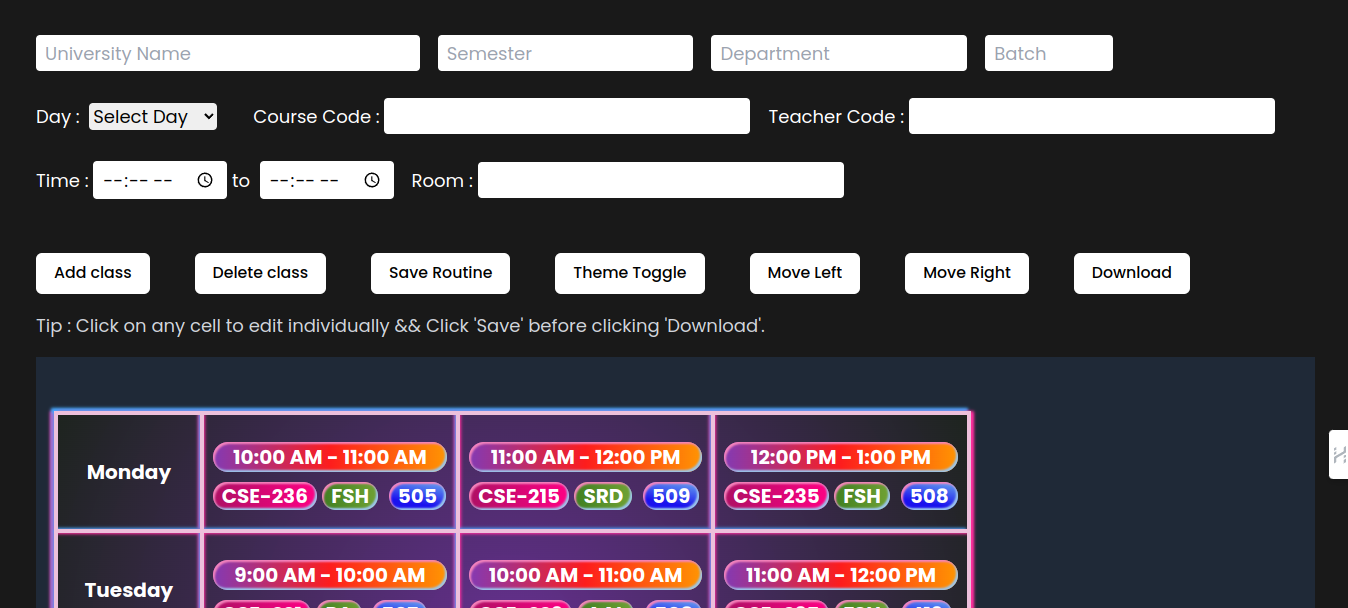 University Name Semester Department Batch
Day : Select Day Course Code : Teacher Code :
Time : --:-- -- to --:-- -- Room :
Add class Delete class Save Routine Theme Toggle Move Left Move Right Download
Tip : Click on any cell to edit individually && Click 'Save' before clicking 'Download'.
10:00 AM - 11:00 AM 11:00 AM - 12:00 PM 12:00 PM - 1:00 PM
Monday
CSE-236 FSH 505 CSE-215 SRD 509 CSE-235 FSH 508
9:00 AM - 10:00 AM 10:00 AM - 11:00 AM 11:00 AM - 12:00 PM
Tuesday